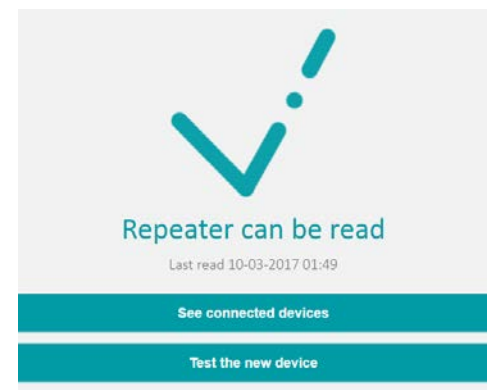 Repeater can be read
Last read 10-03-2017 01:49
See connected devices
Test the new device